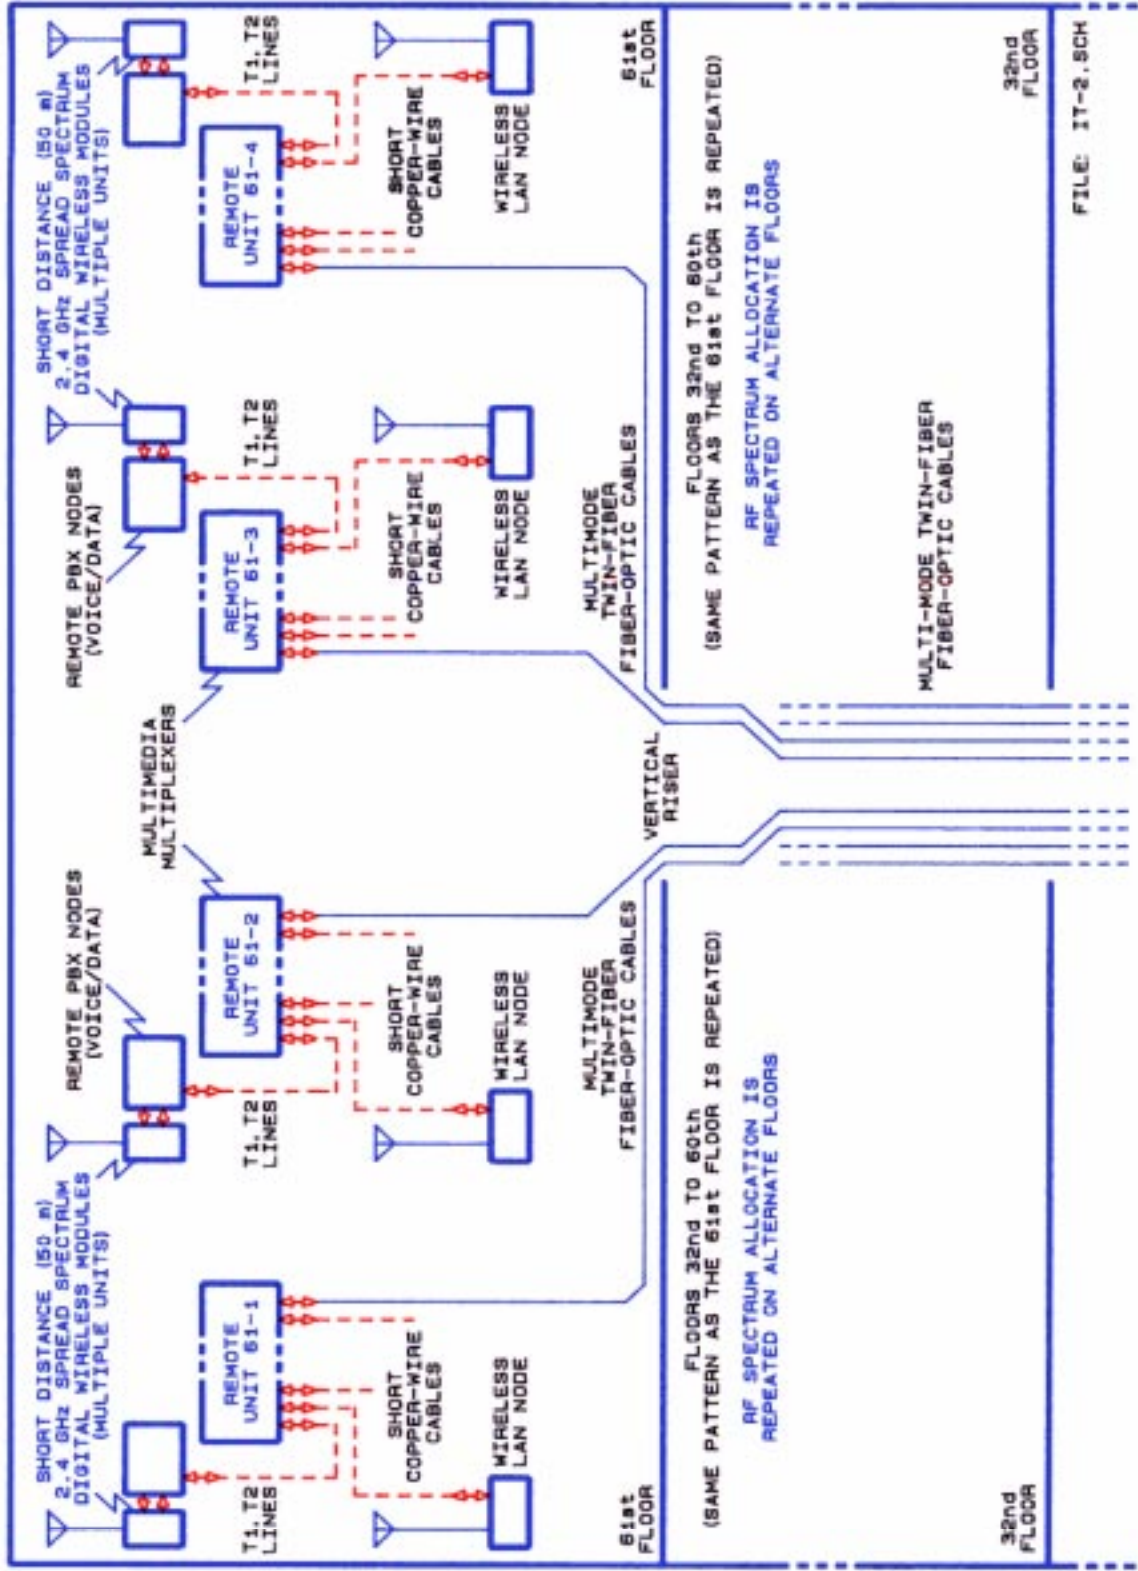 SHORT DISTANCE (50 m)
2.4 GHz SPREAD SPECTRUM
DIGITAL WIRELESS MODULES
(MULTIPLE UNITS)
REMOTE PBX NODES
(VOICE/DATA)
REMOTE PBX NODES
(VOICE/DATA)
SHORT DISTANCE (50 m)
2.4 GHz SPREAD SPECTRUM
DIGITAL WIRELESS MODULES
(MULTIPLE UNITS)
MULTIMEDIA
MULTIPLEXERS
T1, T2
LINES
REMOTE
UNIT 61-1
T1, T2
LINES
REMOTE
UNIT 61-2
REMOTE
UNIT 61-3
T1, T2
LINES
REMOTE
UNIT 61-4
T1, T2
LINES
SHORT
COPPER-WIRE
CABLES
SHORT
COPPER-WIRE
CABLES
SHORT
COPPER-WIRE
CABLES
SHORT
COPPER-WIRE
CABLES
WIRELESS
LAN NODE
WIRELESS
LAN NODE
WIRELESS
LAN NODE
WIRELESS
LAN NODE
61st
FLOOR
MULTIMODE
TWIN-FIBER
FIBER-OPTIC CABLES
VERTICAL
RISER
MULTIMODE
TWIN-FIBER
FIBER-OPTIC CABLES
61st
FLOOR
FLOORS 32nd TO 60th
(SAME PATTERN AS THE 61st FLOOR IS REPEATED)
RF SPECTRUM ALLOCATION IS
REPEATED ON ALTERNATE FLOORS
FLOORS 32nd TO 60th
(SAME PATTERN AS THE 61st FLOOR IS REPEATED)
RF SPECTRUM ALLOCATION IS
REPEATED ON ALTERNATE FLOORS
MULTI-MODE TWIN-FIBER
FIBER-OPTIC CABLES
32nd
FLOOR
32nd
FLOOR
FILE: IT-2.SCH